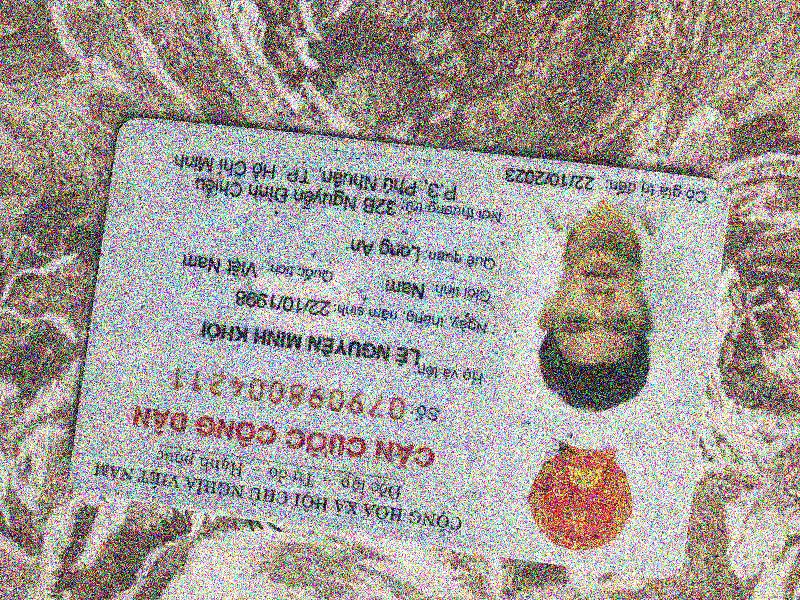 CỘNG HÒA XÃ HỘI CHỦ NGHĨA VIỆT NAM
Độc lập - Tự do - Hạnh phúc
CĂN CƯỚC CÔNG DÂN
Số: 079098004211
Họ và tên: LÊ NGUYÊN MINH KHÔI
Ngày, tháng, năm sinh: 22/10/1998
Giới tính: Nam Quốc tịch: Việt Nam
Quê quán: Long An
Nơi thường trú: 32B Nguyễn Đình Chiểu
P.3, Phú Nhuận, TP. Hồ Chí Minh
Có giá trị đến: 22/10/2023